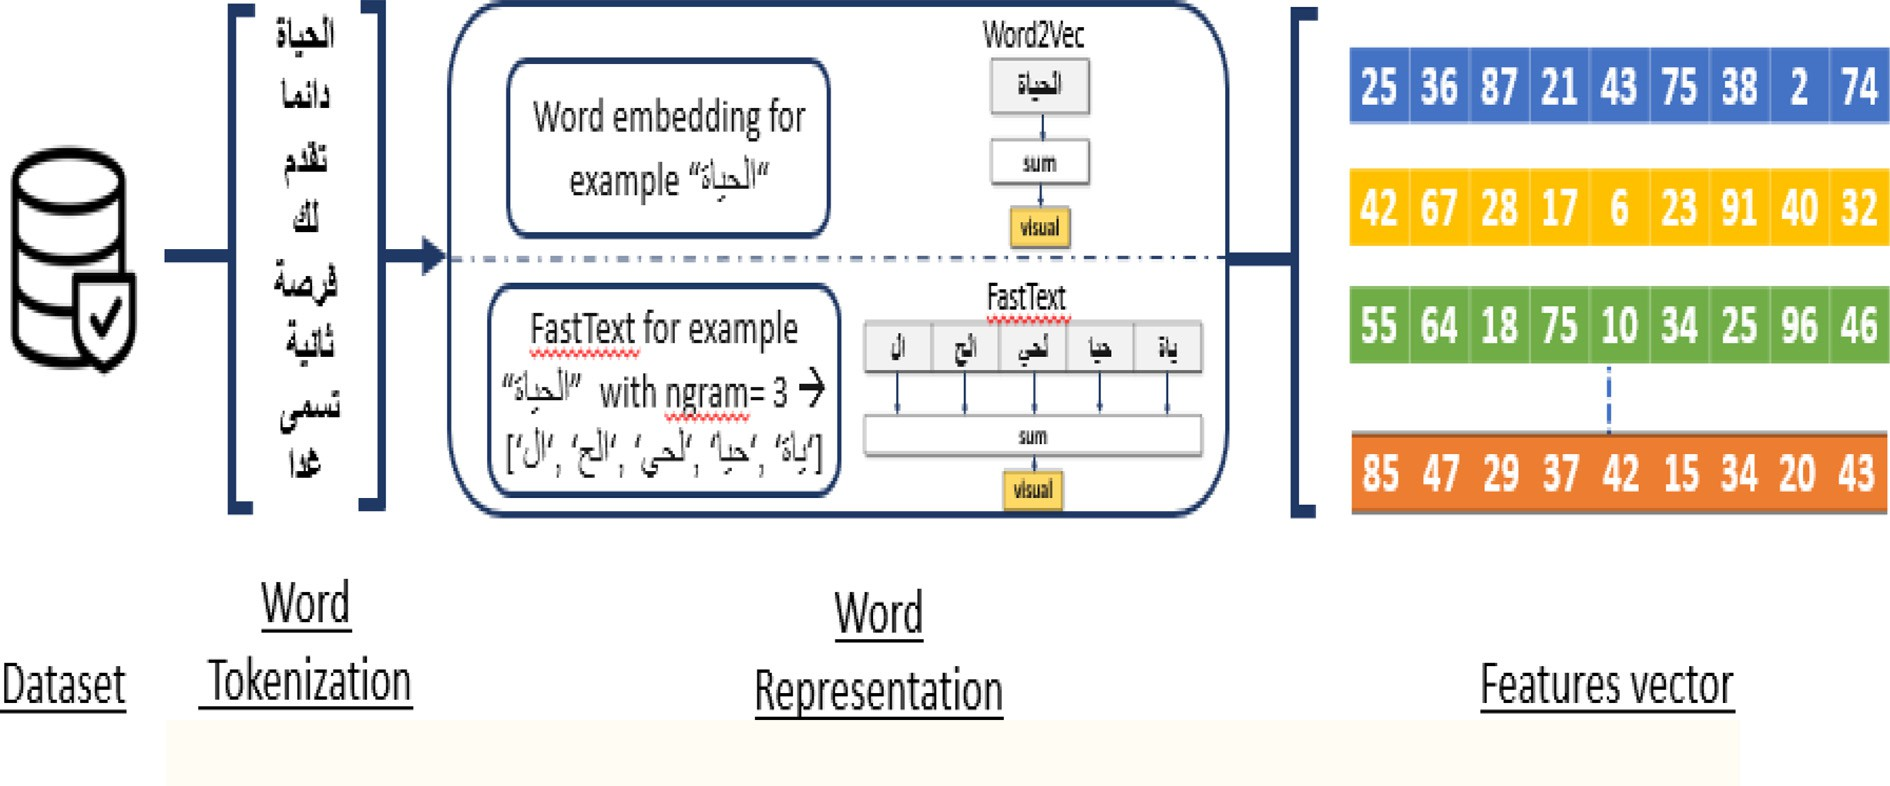 الحياة
دائما
تقدم
لك
فرصة
ثانية
تسمى
غدا
Word embedding for
example “الحياة”
Word2Vec
الحياة
sum
visual
FastText for example
“الحياة” with ngram= 3 →
['ال', 'الح', 'لحي', 'حيا', 'ياة']
FastText
ال الح لحي حيا ياة
sum
visual
25 36 87 21 43 75 38 2 74
42 67 28 17 6 23 91 40 32
55 64 18 75 10 34 25 96 46
85 47 29 37 42 15 34 20 43
Dataset
Word
Tokenization
Word
Representation
Features vector